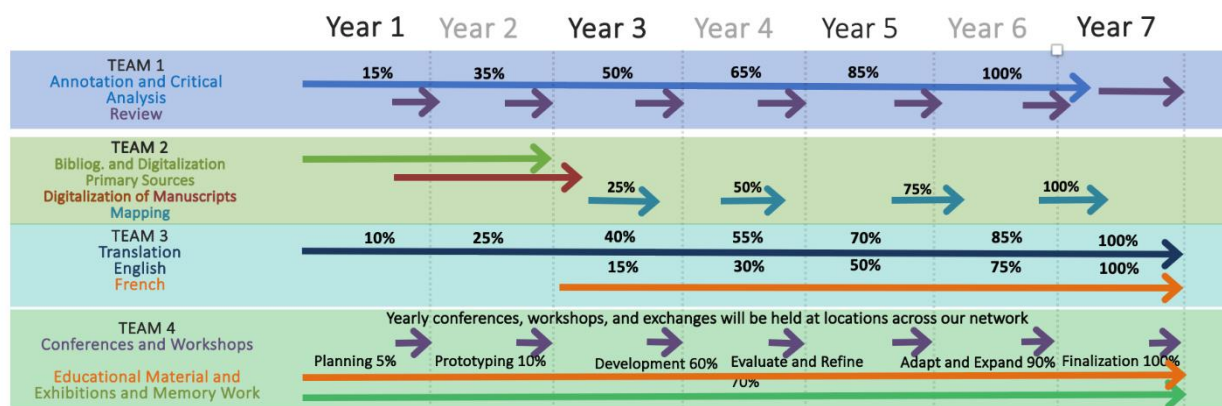 Year 1 Year 2 Year 3 Year 4 Year 5 Year 6 Year 7
TEAM 1
Annotation and Critical
Analysis
Review
15% 35% 50% 65% 85% 100%
TEAM 2
Bibliog. and Digitalization
Primary Sources
Digitalization of Manuscripts
Mapping
25% 50% 75% 100%
TEAM 3
Translation
English
French
10% 25% 40% 55% 70% 85% 100%
15% 30% 50% 75% 100%
TEAM 4
Conferences and Workshops
Educational Material and
Exhibitions and Memory Work
Yearly conferences, workshops, and exchanges will be held at locations across our network
Planning 5% Prototyping 10% Development 60% Evaluate and Refine Adapt and Expand 90% Finalization 100%
70%